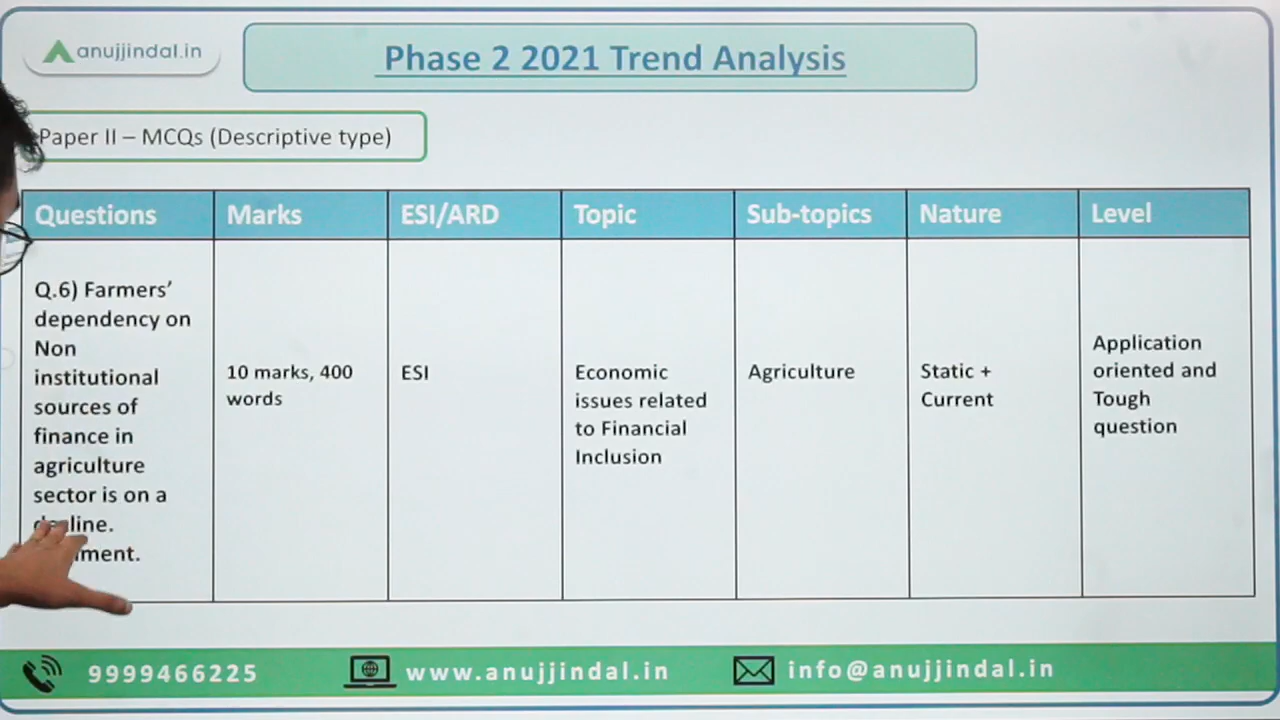 anujjindal.in
Phase 2 2021 Trend Analysis
Paper II – MCQs (Descriptive type)
Questions
Marks
ESI/ARD
Topic
Sub-topics
Nature
Level
Q.6) Farmers’
dependency on
Non
institutional
sources of
finance in
agriculture
sector is on a
decline.
10 marks, 400
words
ESI
Economic
issues related
to Financial
Inclusion
Agriculture
Static +
Current
Application
oriented and
Tough
question
9999466225
www.anujjindal.in
info@anujjindal.in